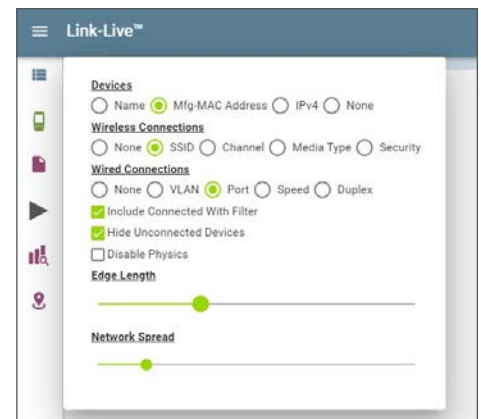 Link-Live™
Devices
Name Mfg-MAC Address IPv4 None
Wireless Connections
None SSID Channel Media Type Security
Wired Connections
None VLAN Port Speed Duplex
Include Connected With Filter
Hide Unconnected Devices
Disable Physics
Edge Length
Network Spread